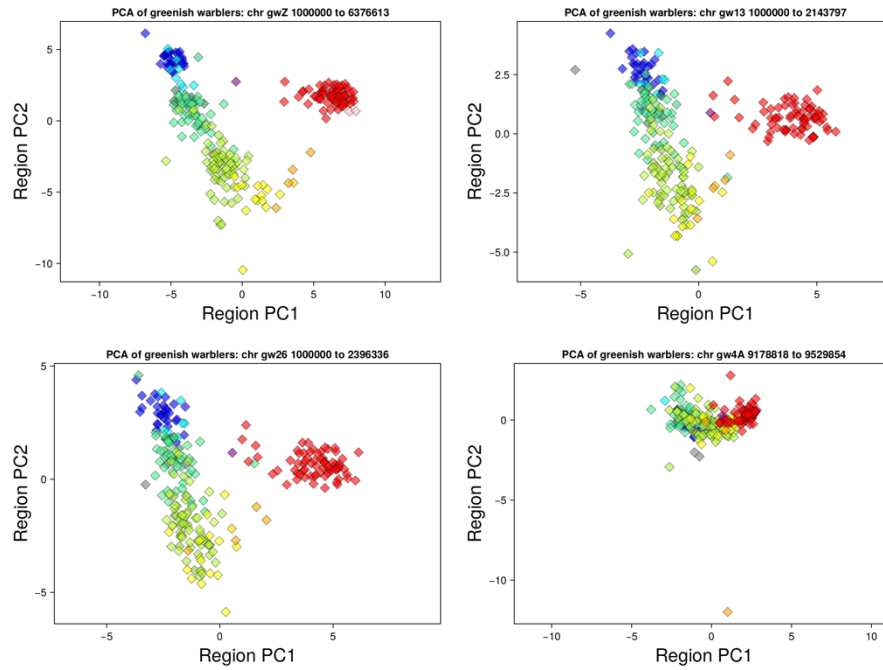 PCA of greenish warblers: chr gwZ 1000000 to 6376613
5
0
−5
−10
Region PC2
−10
−5
0
5
10
Region PC1
PCA of greenish warblers: chr gw13 1000000 to 2143797
2.5
0.0
−2.5
−5.0
Region PC2
−5
0
5
Region PC1
PCA of greenish warblers: chr gw26 1000000 to 2396336
5
0
−5
Region PC2
−5
0
5
Region PC1
PCA of greenish warblers: chr gw4A 9178818 to 9529854
0
−5
−10
Region PC2
−10
−5
0
5
10
Region PC1